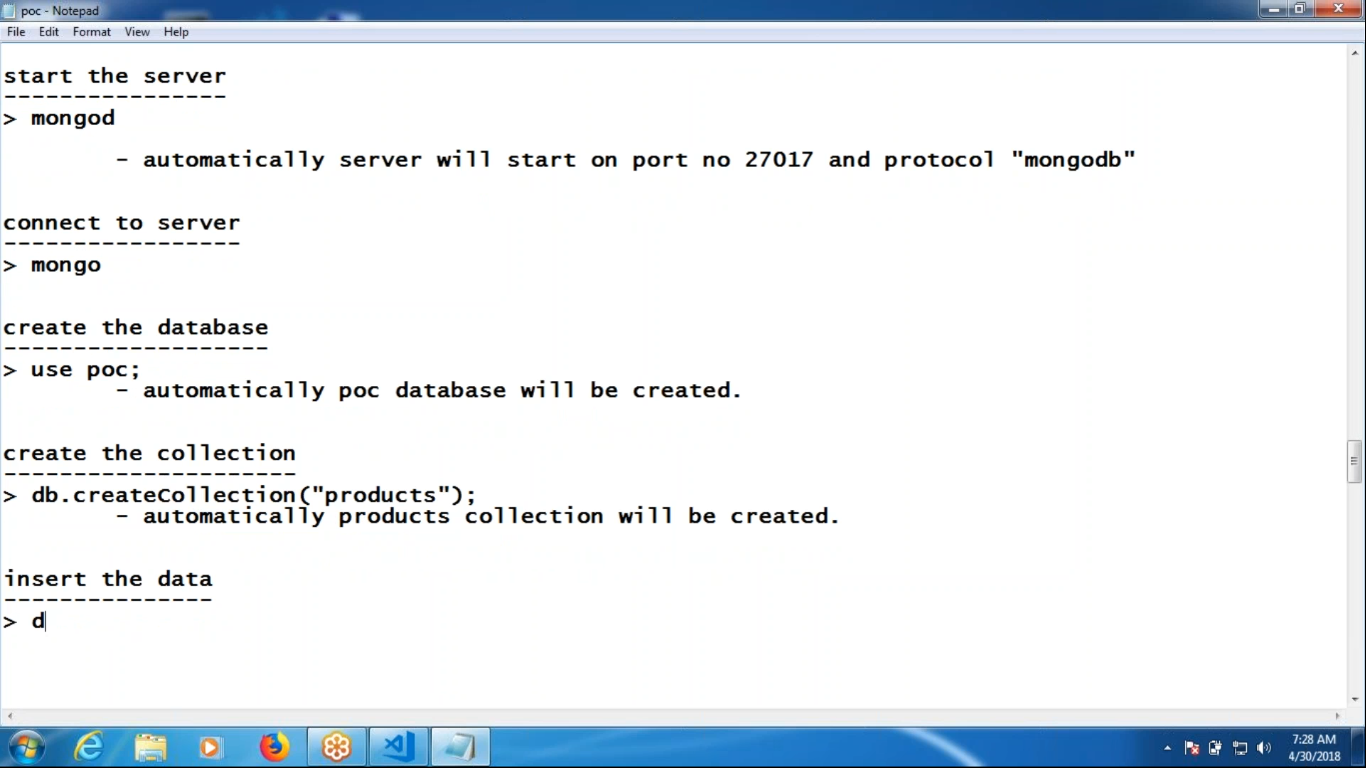 poc - Notepad
File Edit Format View Help
start the server
----------------
> mongod
- automatically server will start on port no 27017 and protocol "mongodb"
connect to server
-----------------
> mongo
create the database
-------------------
> use poc;
- automatically poc database will be created.
create the collection
---------------------
> db.createCollection("products");
- automatically products collection will be created.
insert the data
---------------
> d
7:28 AM
4/30/2018